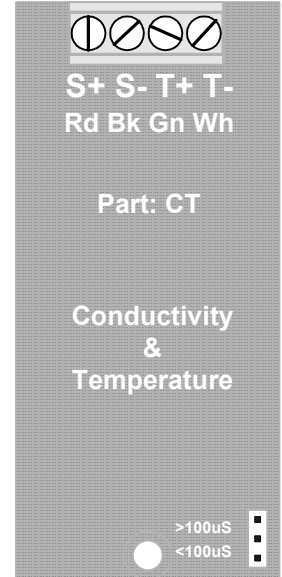 S+ S- T+ T-
Rd Bk Gn Wh
Part: CT
Conductivity
&
Temperature
>100uS
<100uS